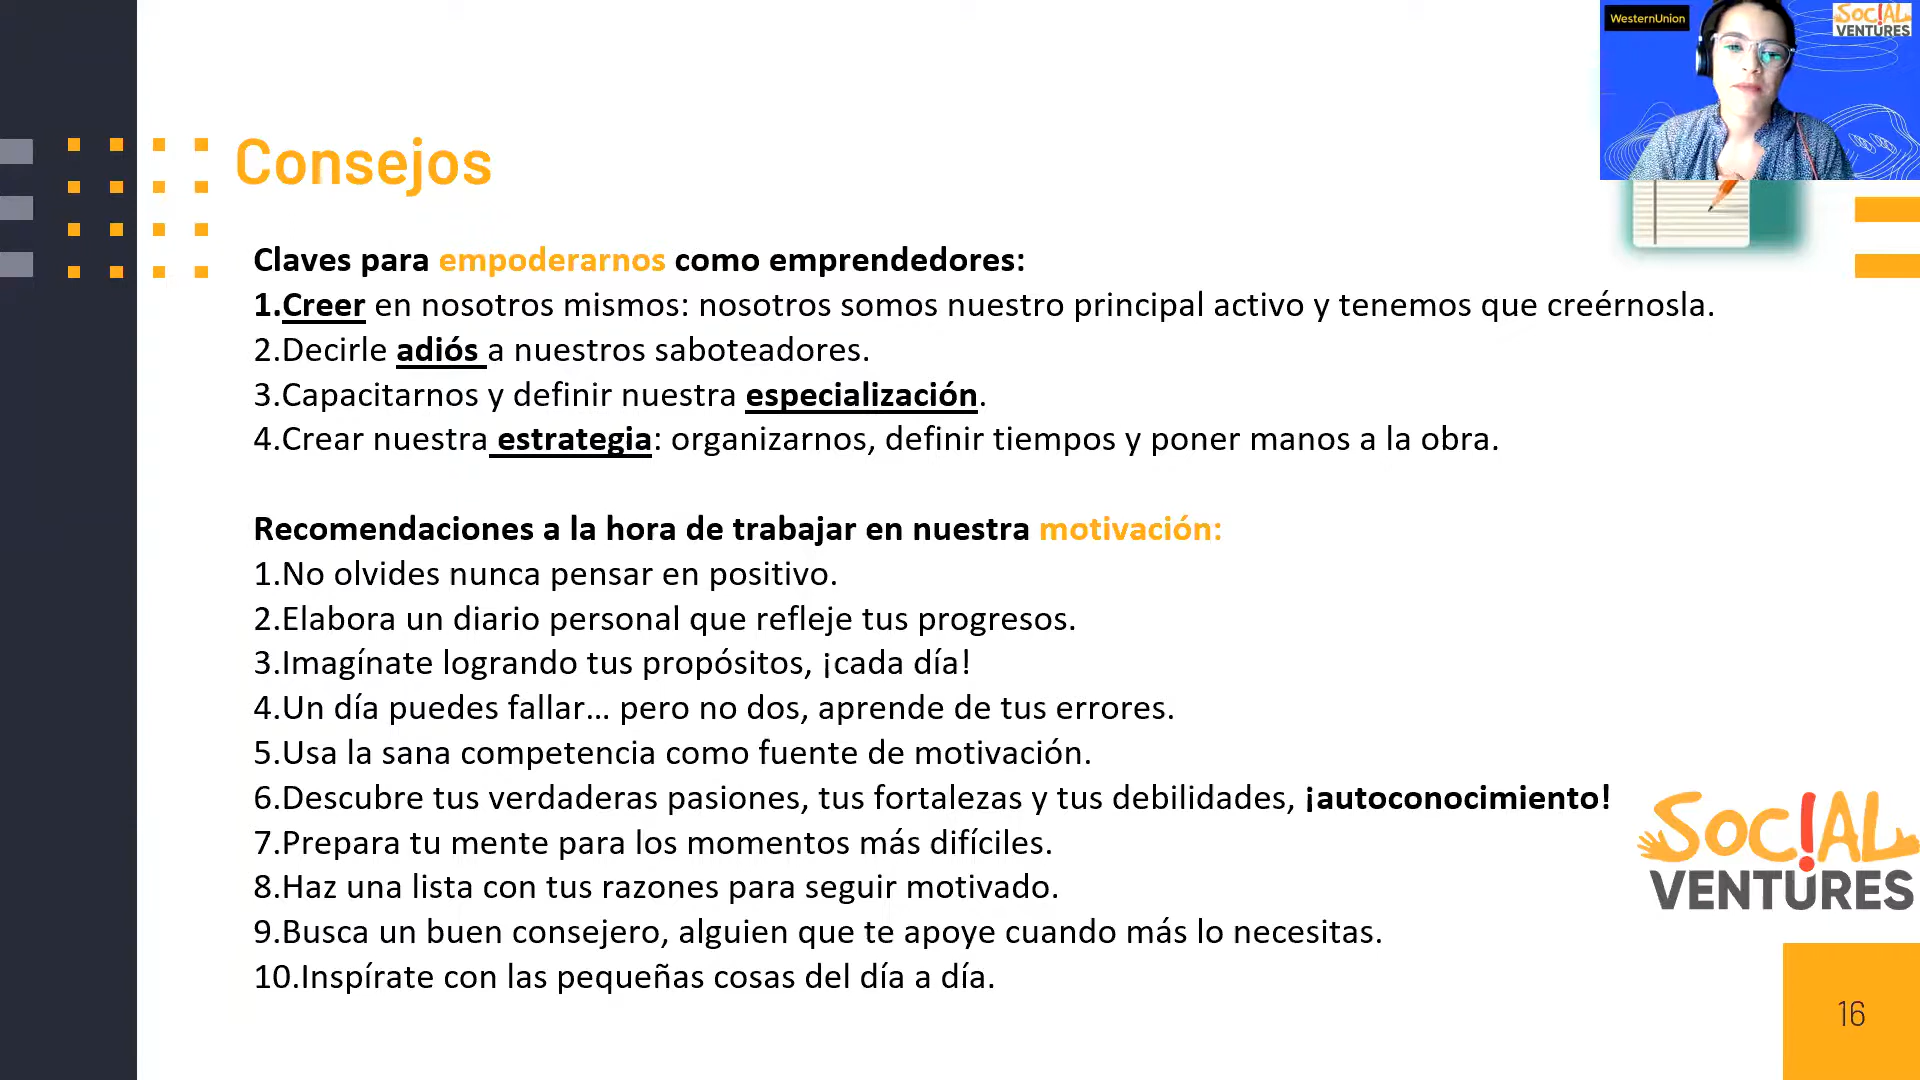 WesternUnion
SOC!AL
VENTURES
Consejos
Claves para empoderarnos como emprendedores:
1.Creer en nosotros mismos: nosotros somos nuestro principal activo y tenemos que creérnosla.
2.Decirle adiós a nuestros saboteadores.
3.Capacitarnos y definir nuestra especialización.
4.Crear nuestra estrategia: organizarnos, definir tiempos y poner manos a la obra.
Recomendaciones a la hora de trabajar en nuestra motivación:
1.No olvides nunca pensar en positivo.
2.Elabora un diario personal que refleje tus progresos.
3.Imagínate logrando tus propósitos, ¡cada día!
4.Un día puedes fallar... pero no dos, aprende de tus errores.
5.Usa la sana competencia como fuente de motivación.
6.Descubre tus verdaderas pasiones, tus fortalezas y tus debilidades, ¡autoconocimiento!
7.Prepara tu mente para los momentos más difíciles.
8.Haz una lista con tus razones para seguir motivado.
9.Busca un buen consejero, alguien que te apoye cuando más lo necesitas.
10.Inspírate con las pequeñas cosas del día a día.
SOC!AL
VENTURES
16